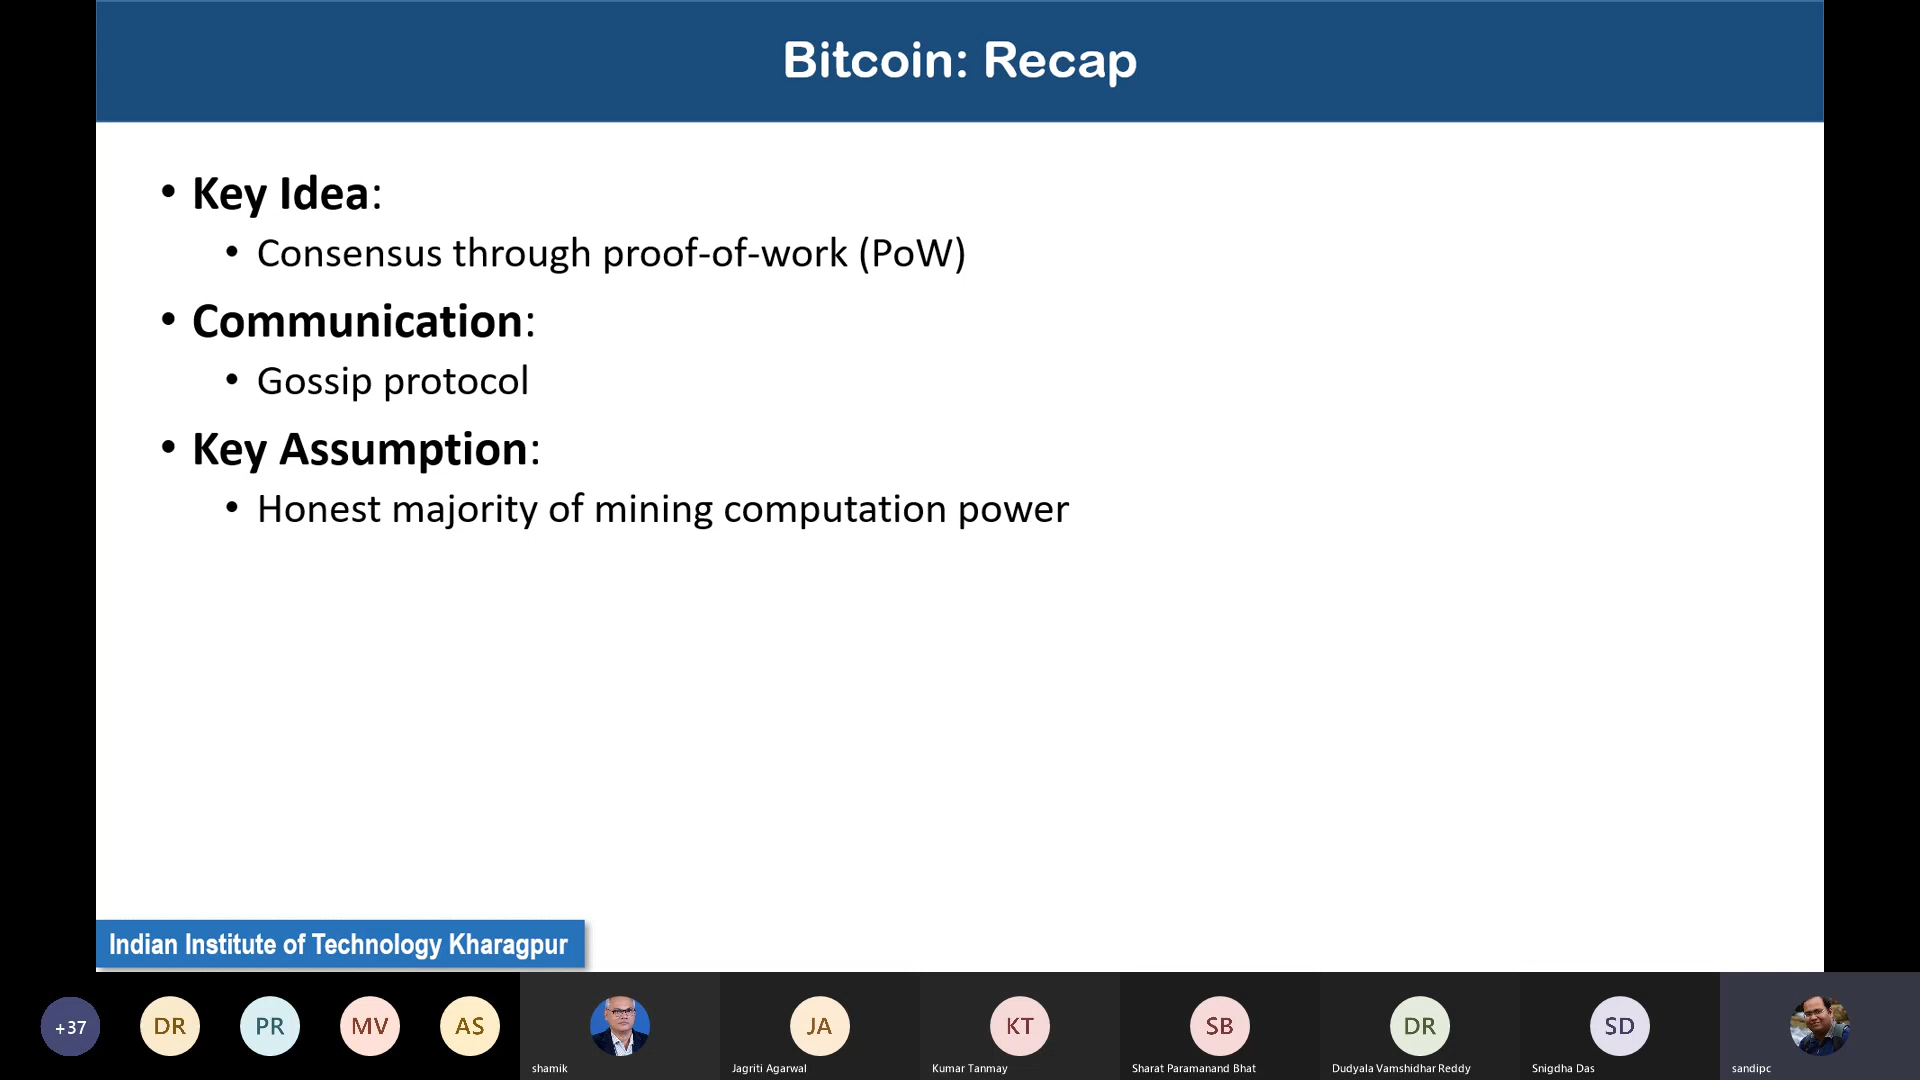 Bitcoin: Recap
• Key Idea:
• Consensus through proof-of-work (PoW)
• Communication:
• Gossip protocol
• Key Assumption:
• Honest majority of mining computation power
Indian Institute of Technology Kharagpur
+37
DR
PR
MV
AS
shamik
JA
Jagriti Agarwal
KT
Kumar Tanmay
SB
Sharat Paramanand Bhat
DR
Dudyala Vamshidhar Reddy
SD
Snigdha Das
sandipc